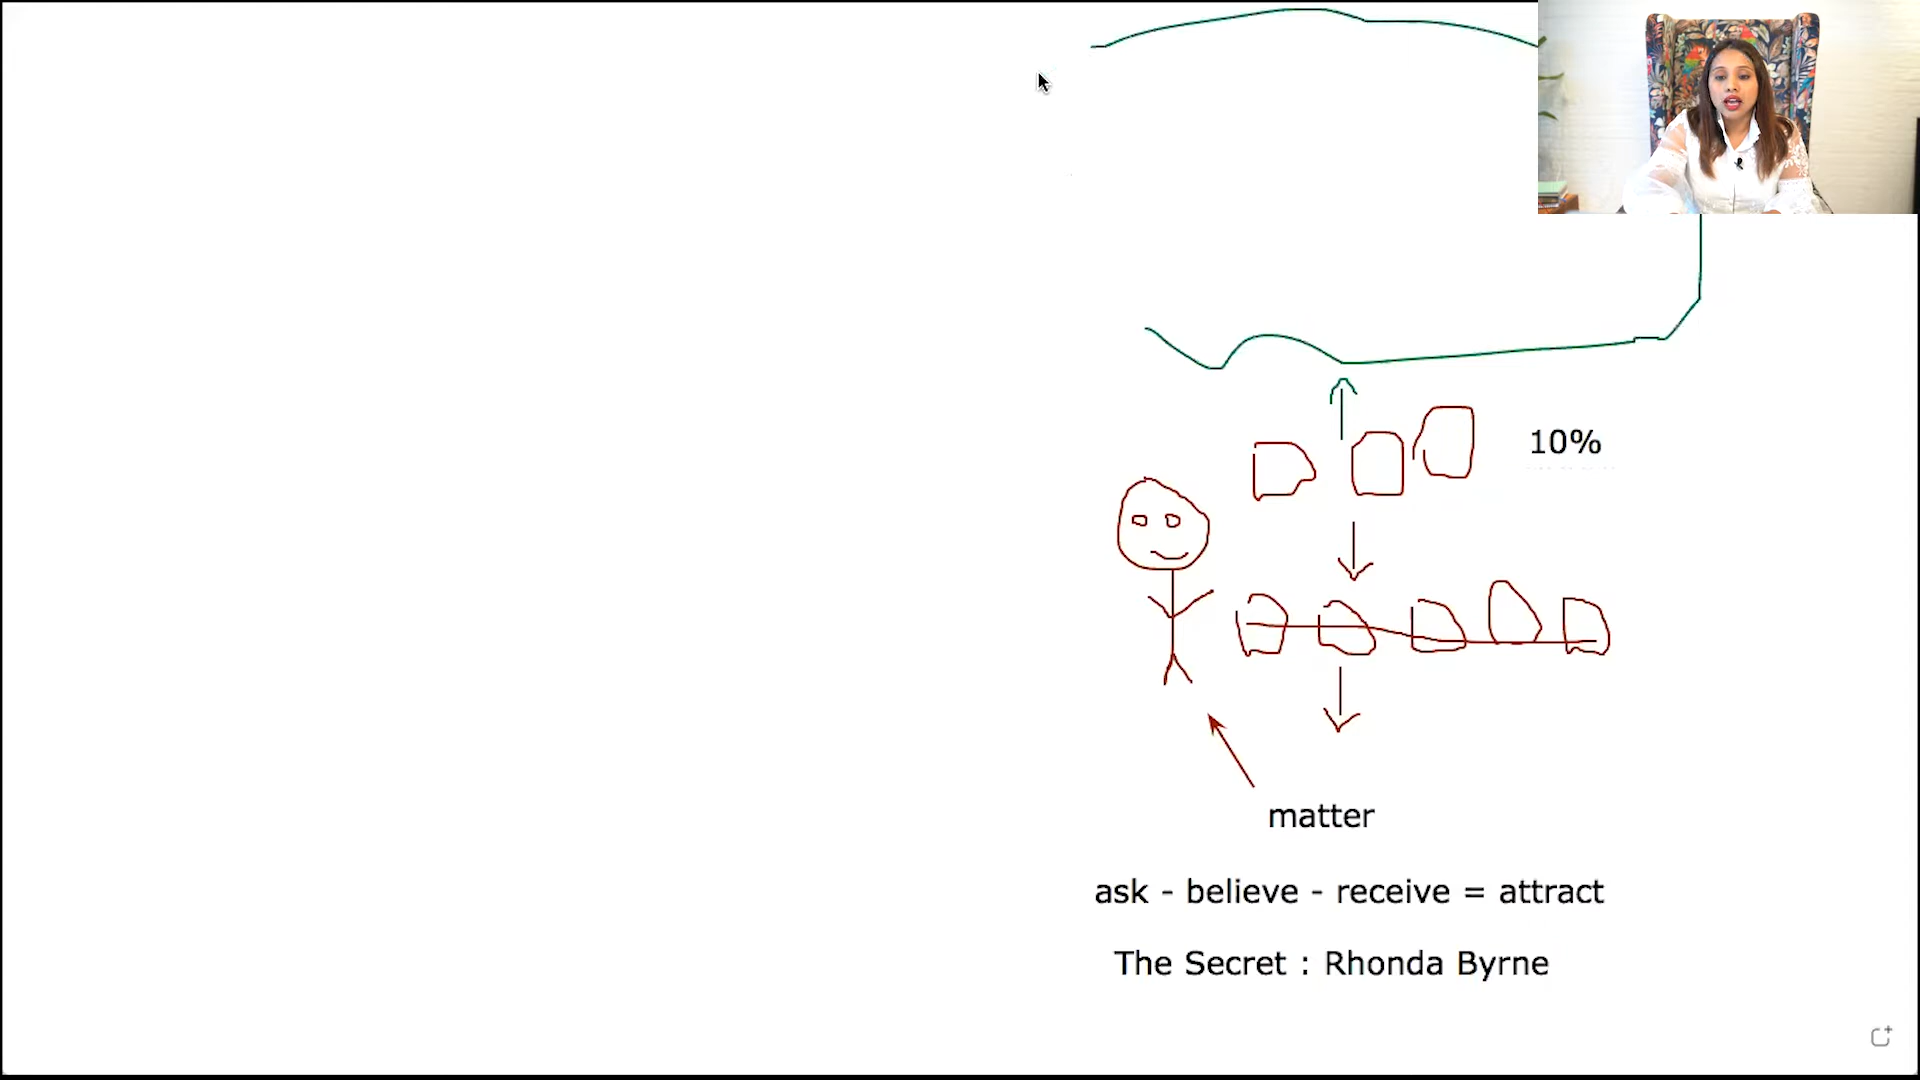 10%
matter
ask - believe - receive = attract
The Secret : Rhonda Byrne